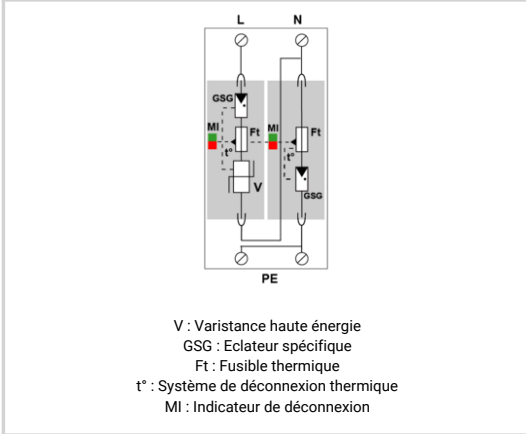 L N
GSG
MI Ft MI Ft
t° t°
V GSG
PE
V : Varistance haute énergie
GSG : Eclateur spécifique
Ft : Fusible thermique
t° : Système de déconnexion thermique
MI : Indicateur de déconnexion